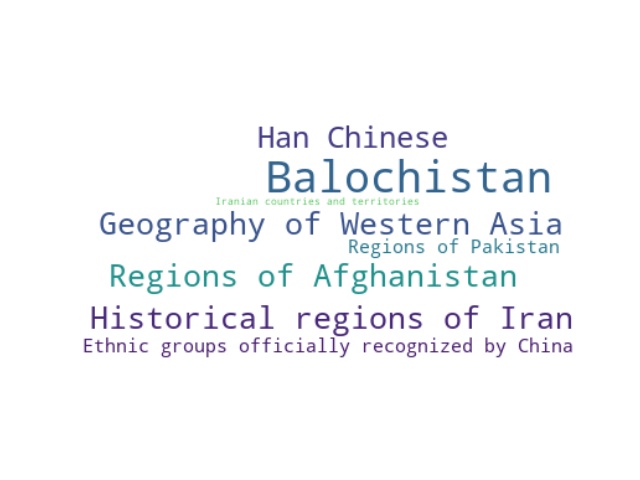 Han Chinese
Balochistan
Iranian countries and territories
Geography of Western Asia
Regions of Pakistan
Regions of Afghanistan
Historical regions of Iran
Ethnic groups officially recognized by China